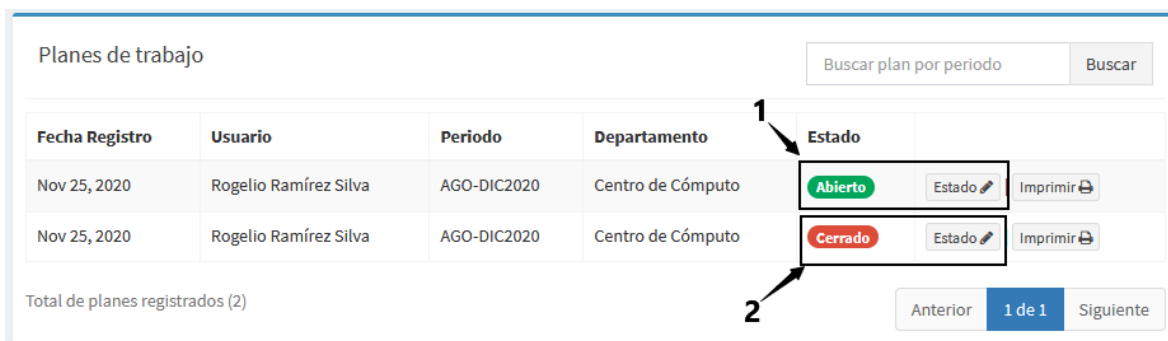 Planes de trabajo
Buscar plan por periodo Buscar
1
Fecha Registro Usuario Periodo Departamento Estado
Nov 25, 2020 Rogelio Ramírez Silva AGO-DIC2020 Centro de Cómputo Abierto Estado Imprimir
Nov 25, 2020 Rogelio Ramírez Silva AGO-DIC2020 Centro de Cómputo Cerrado Estado Imprimir
Total de planes registrados (2)
2
Anterior 1 de 1 Siguiente